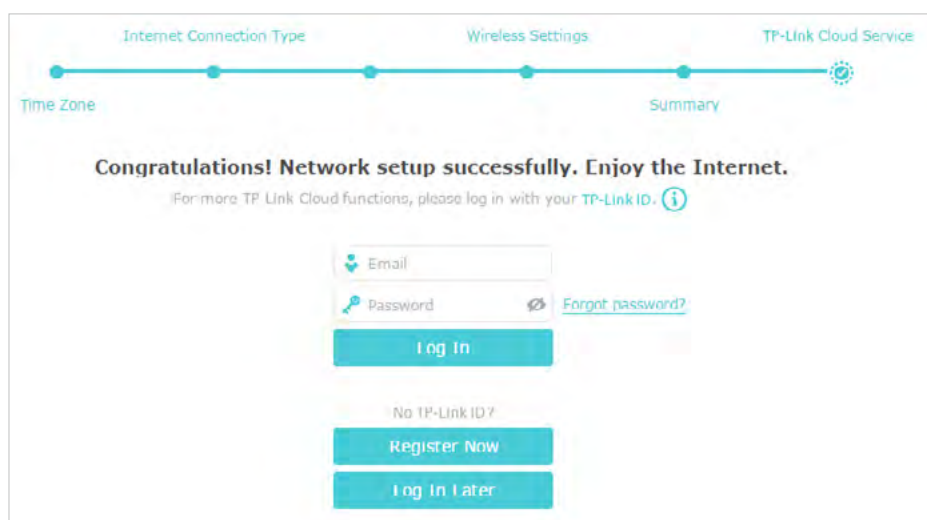 Internet Connection Type Wireless Settings TP-Link Cloud Service
Time Zone Summary
Congratulations! Network setup successfully. Enjoy the Internet.
For more TP Link Cloud functions, please log in with your TP-Link ID.
Email
Password Forgot password?
Log In
No TP-Link ID?
Register Now
Log In Later